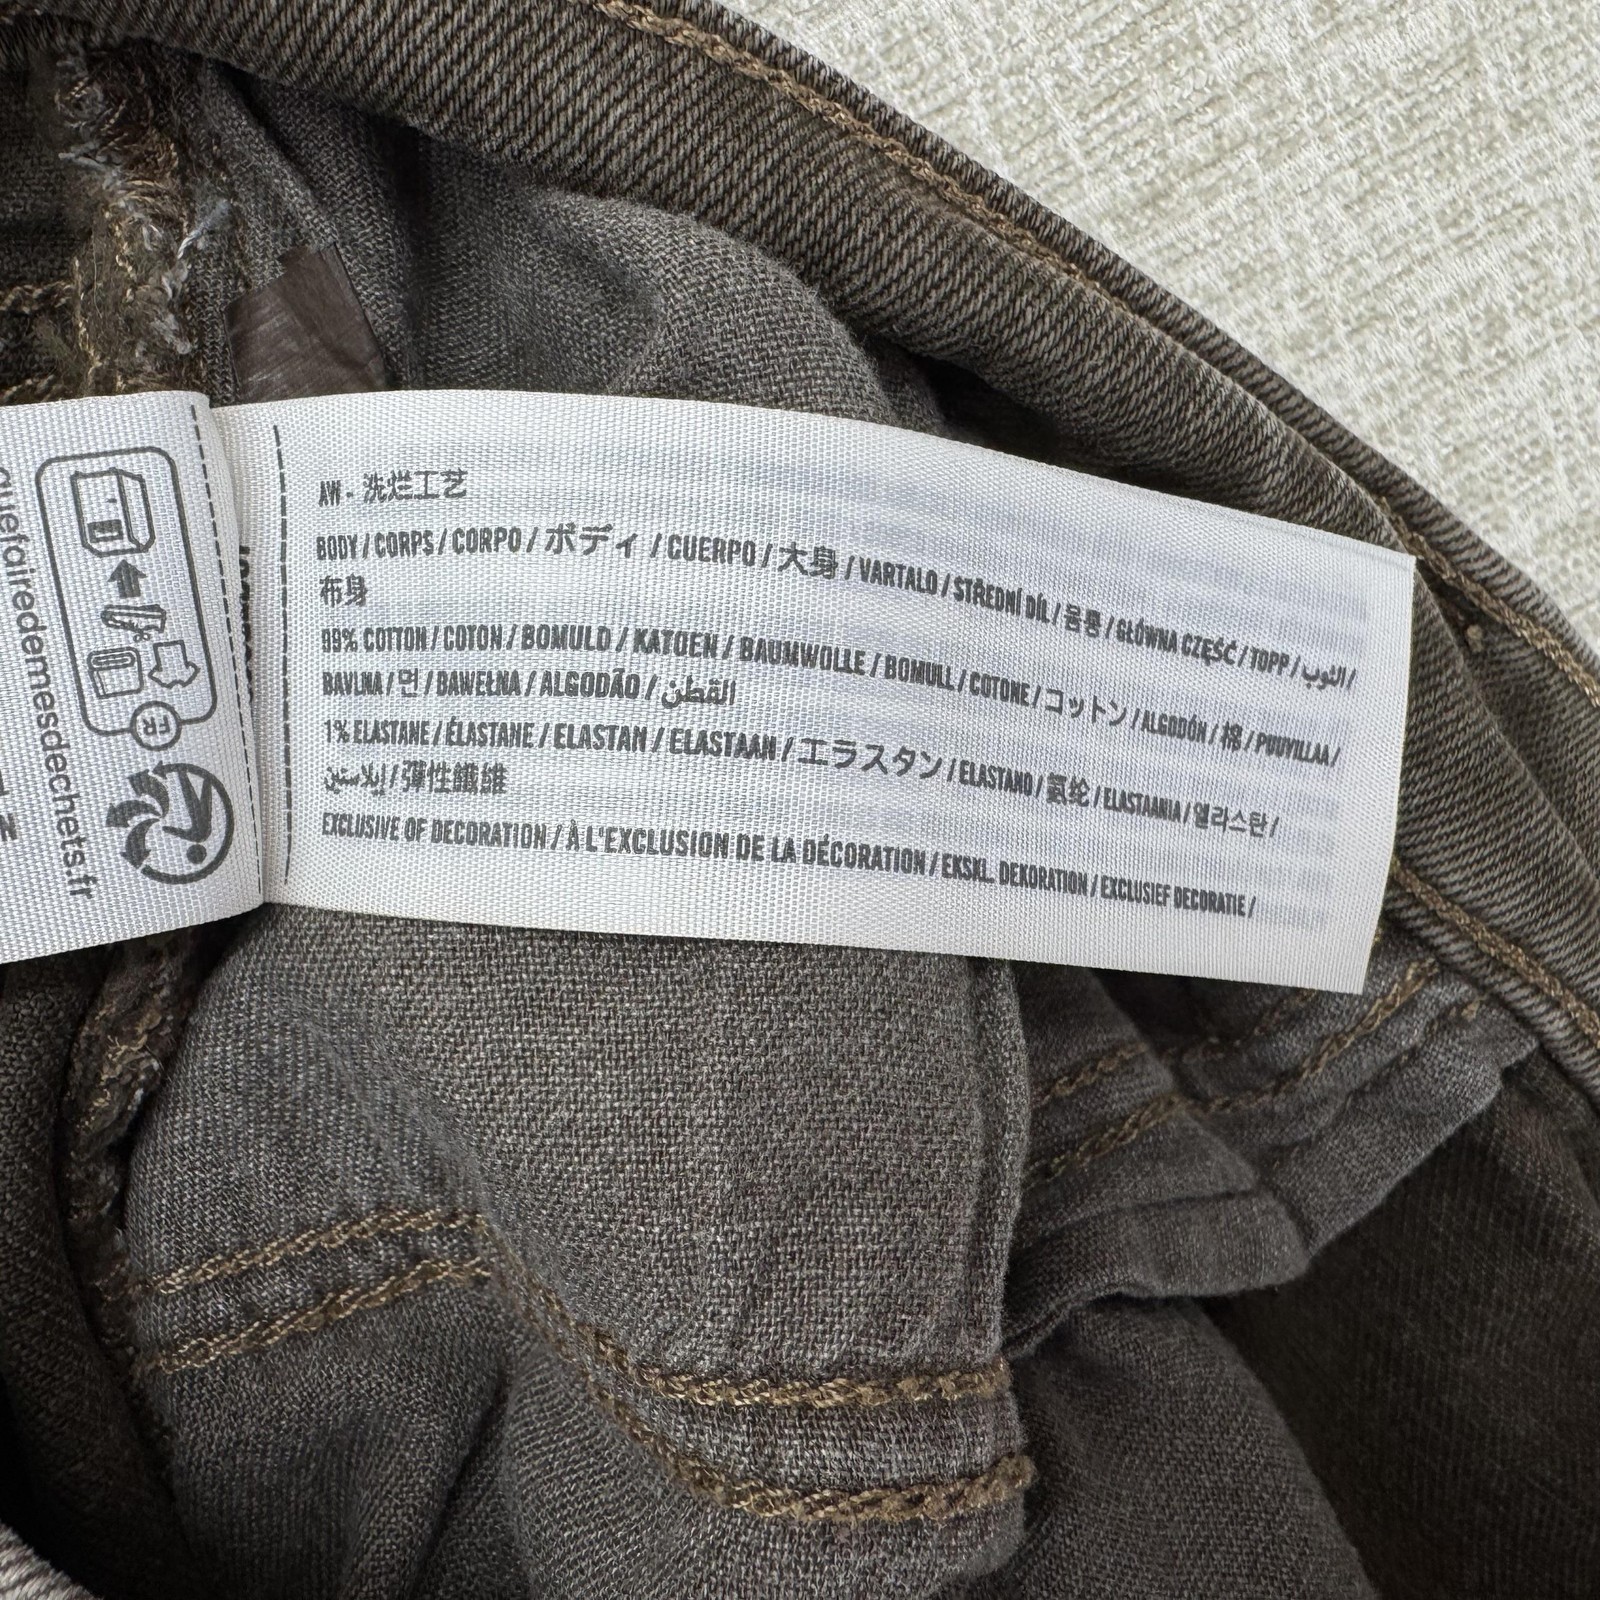 AW - 洗烂工艺
BODY / CORPS / CORPO / ボディ / CUERPO / 大身 / VARTALO / STŘEDNÍ DÍL / 몸통 / GŁÓWNA CZĘŚĆ / TOPP / الثوب /
布身
99% COTTON / COTON / BOMULD / KATOEN / BAUMWOLLE / BOMULL / COTONE / コットン / ALGODÓN / 棉 / PUUVILLAA /
BAVLNA / 면 / BAWEŁNA / ALGODÃO / القطن
1% ELASTANE / ÉLASTANE / ELASTAN / ELASTAAN / エラスタン / ELASTANO / 氨纶 / ELASTAANIA / 엘라스탄 /
إيلاستين / 彈性纖維
EXCLUSIVE OF DECORATION / À L'EXCLUSION DE LA DÉCORATION / EKSKL. DEKORATION / EXCLUSIEF DECORATIE /
FR
quefairedemesdechets.fr